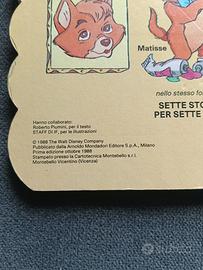 Matisse
nello stesso fo
SETTE STO
PER SETTE
Hanno collaborato:
Roberto Piumini, per il testo
STAFF DI IF, per le illustrazioni
© 1988 The Walt Disney Company
Pubblicato dalla Arnoldo Mondadori Editore S.p.A., Milano
Prima edizione ottobre 1988
Stampato presso la Cartotecnica Montebello s.r.l.
Montebello Vicentino (Vicenza)